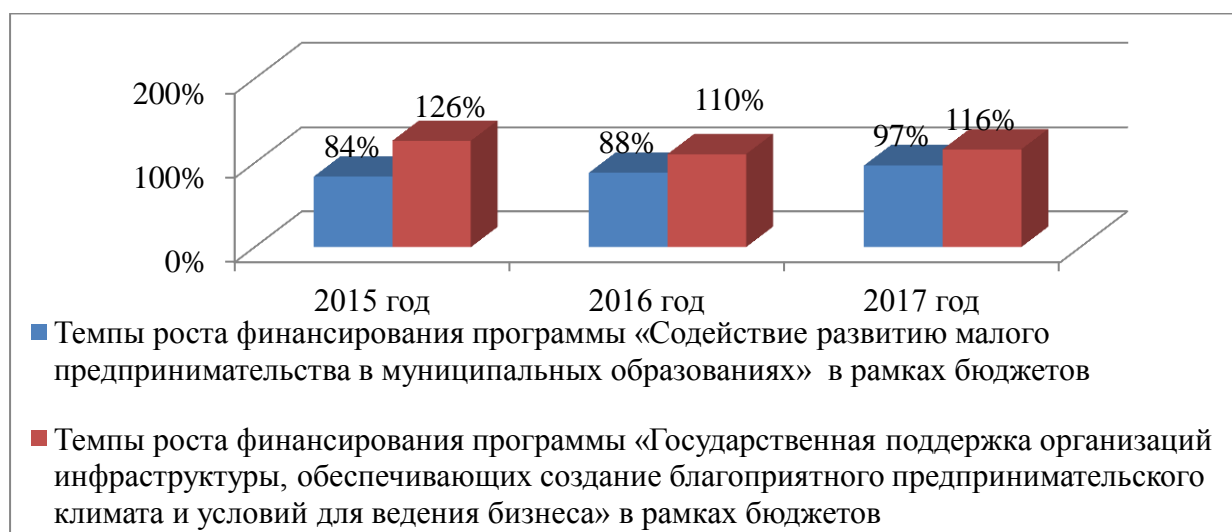 200%
126%
110%
116%
84%
88%
97%
100%
0%
2015 год
2016 год
2017 год
Темпы роста финансирования программы «Содействие развитию малого
предпринимательства в муниципальных образованиях» в рамках бюджетов
Темпы роста финансирования программы «Государственная поддержка организаций
инфраструктуры, обеспечивающих создание благоприятного предпринимательского
климата и условий для ведения бизнеса» в рамках бюджетов